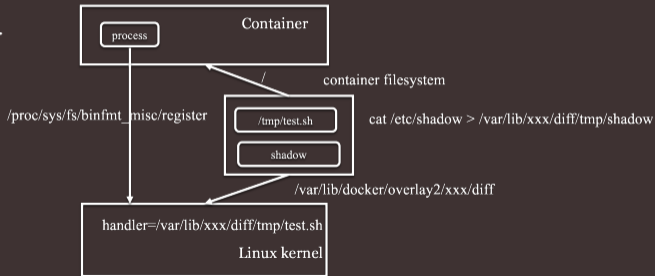 Container
process
/
container filesystem
/proc/sys/fs/binfmt_misc/register
/tmp/test.sh
cat /etc/shadow > /var/lib/xxx/diff/tmp/shadow
shadow
/var/lib/docker/overlay2/xxx/diff
handler=/var/lib/xxx/diff/tmp/test.sh
Linux kernel